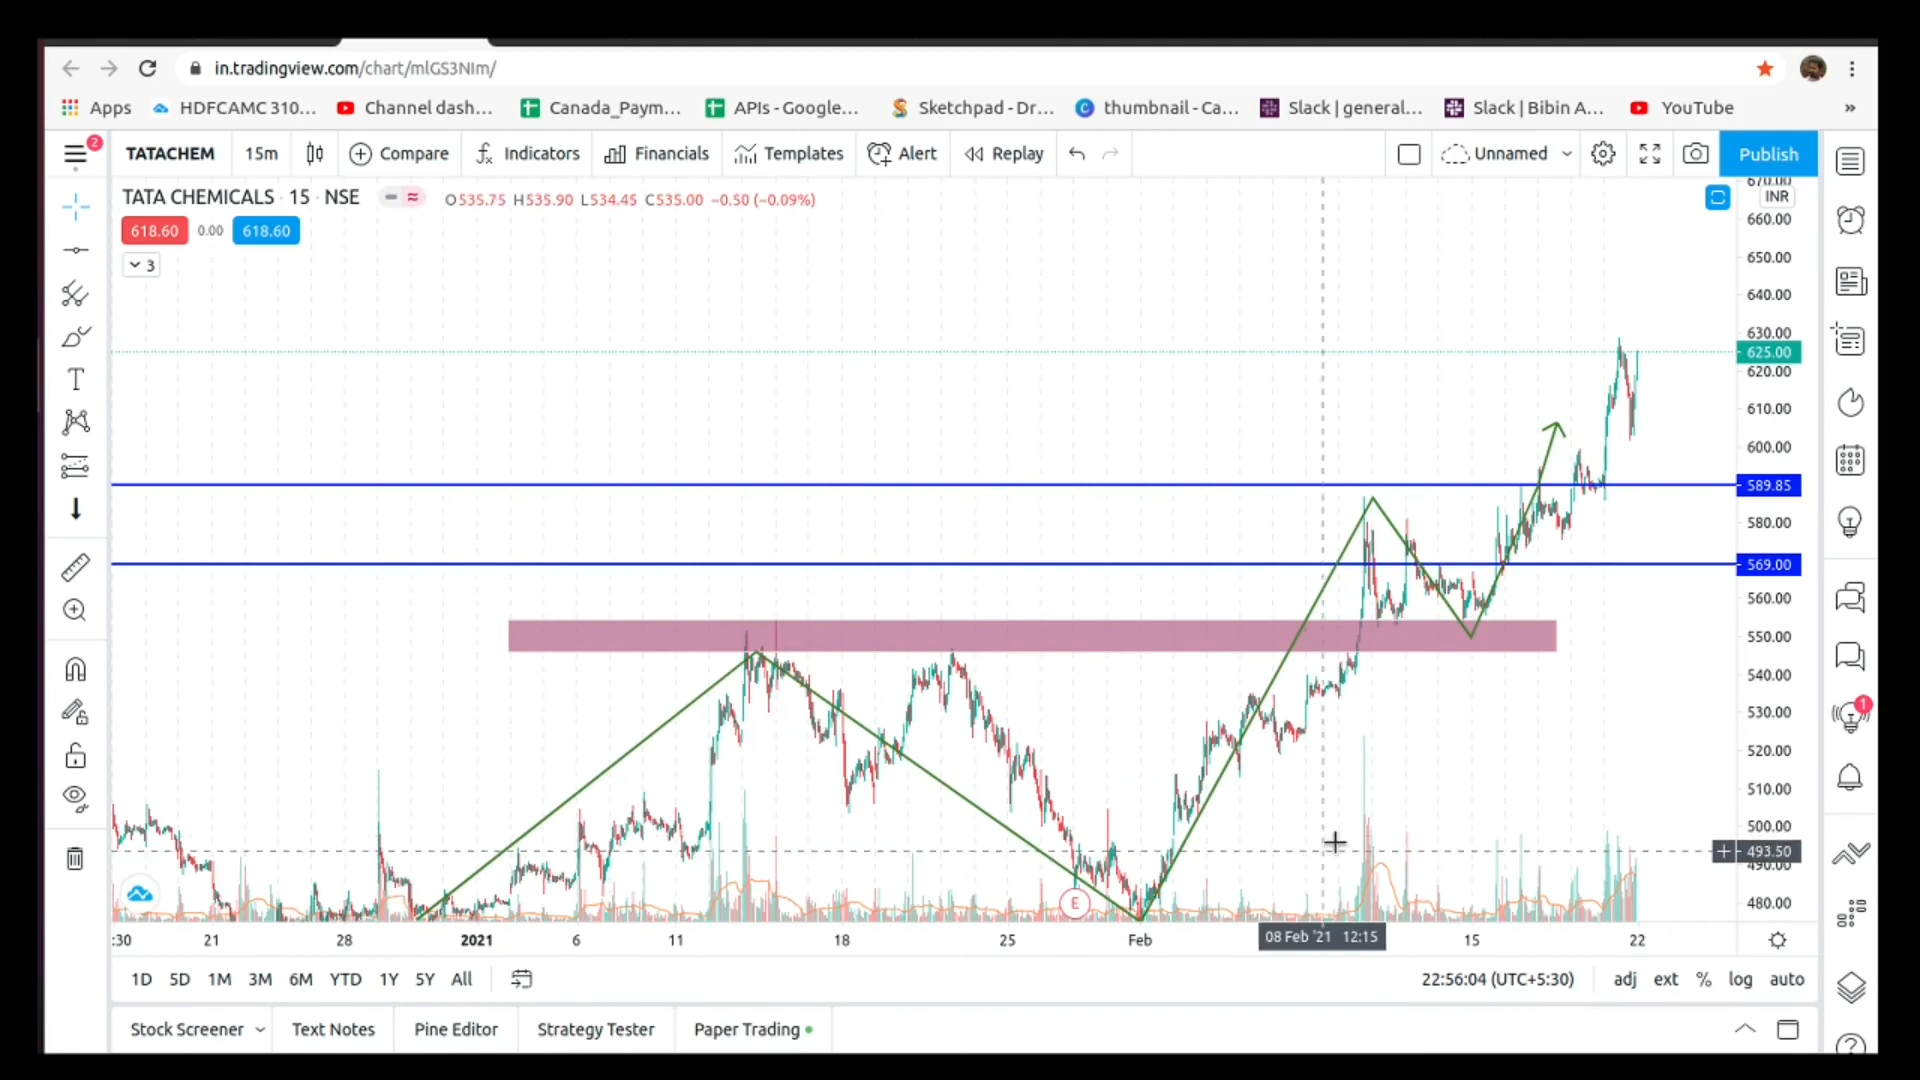 in.tradingview.com/chart/mlGS3NIm/
Apps HDFCAMC 310... Channel dash... Canada_Paym... APIs - Google... Sketchpad - Dr... thumbnail - Ca... Slack | general... Slack | Bibin A... YouTube »
2 TATACHEM 15m Compare Indicators Financials Templates Alert Replay Unnamed Publish
TATA CHEMICALS · 15 · NSE O535.75 H535.90 L534.45 C535.00 −0.50 (−0.09%)
618.60 0.00 618.60
3
670.00
INR
660.00
650.00
640.00
630.00
625.00
620.00
610.00
600.00
589.85
580.00
569.00
560.00
550.00
540.00
530.00
520.00
510.00
500.00
493.50
490.00
480.00
1
E
:30 21 28 2021 6 11 18 25 Feb 08 Feb '21 12:15 15 22
1D 5D 1M 3M 6M YTD 1Y 5Y All 22:56:04 (UTC+5:30) adj ext % log auto
Stock Screener Text Notes Pine Editor Strategy Tester Paper Trading